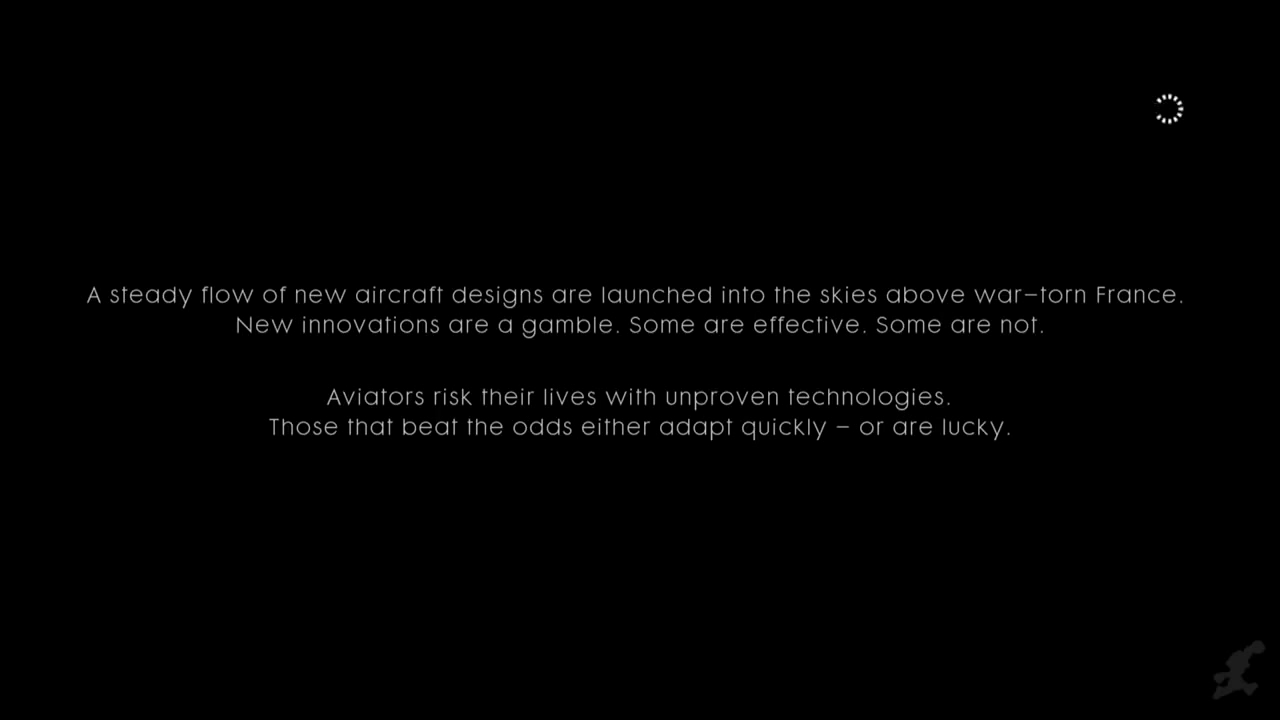 A steady flow of new aircraft designs are launched into the skies above war–torn France.
New innovations are a gamble. Some are effective. Some are not.
Aviators risk their lives with unproven technologies.
Those that beat the odds either adapt quickly – or are lucky.